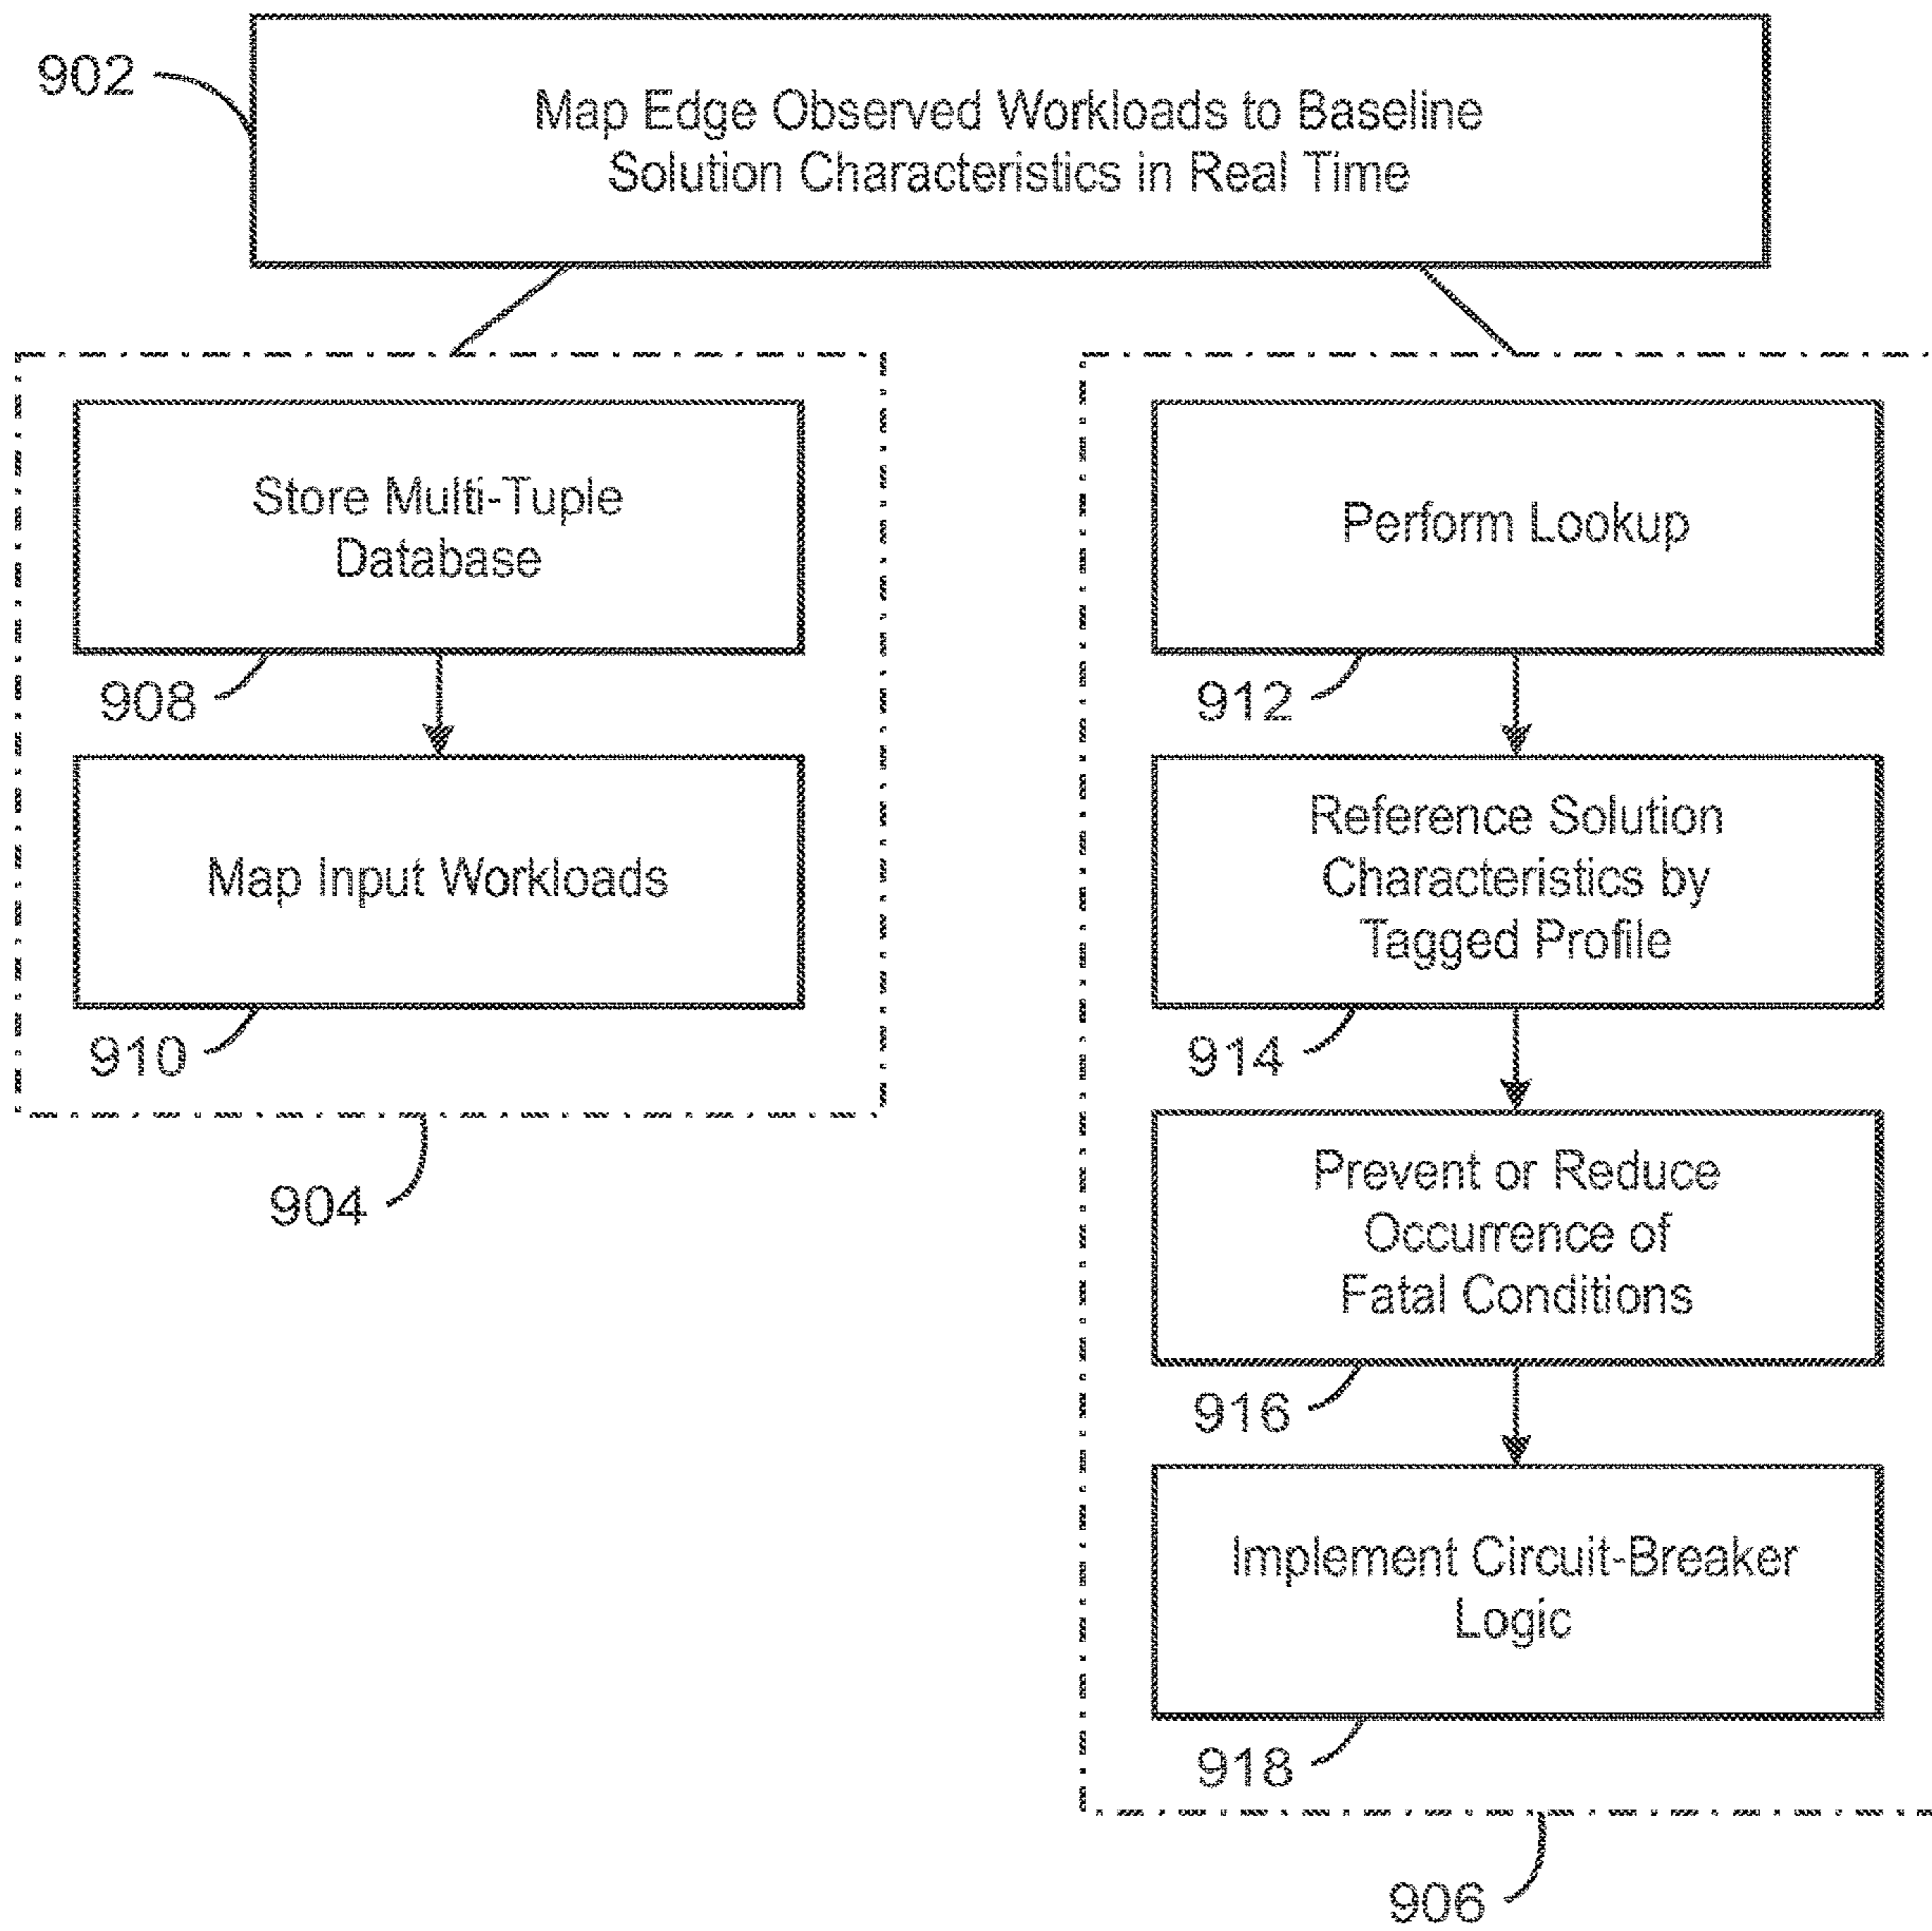 902
Map Edge Observed Workloads to Baseline
Solution Characteristics in Real Time
Store Multi-Tuple
Database
908
Map Input Workloads
910
904
Perform Lookup
912
Reference Solution
Characteristics by
Tagged Profile
914
Prevent or Reduce
Occurrence of
Fatal Conditions
916
Implement Circuit-Breaker
Logic
918
906